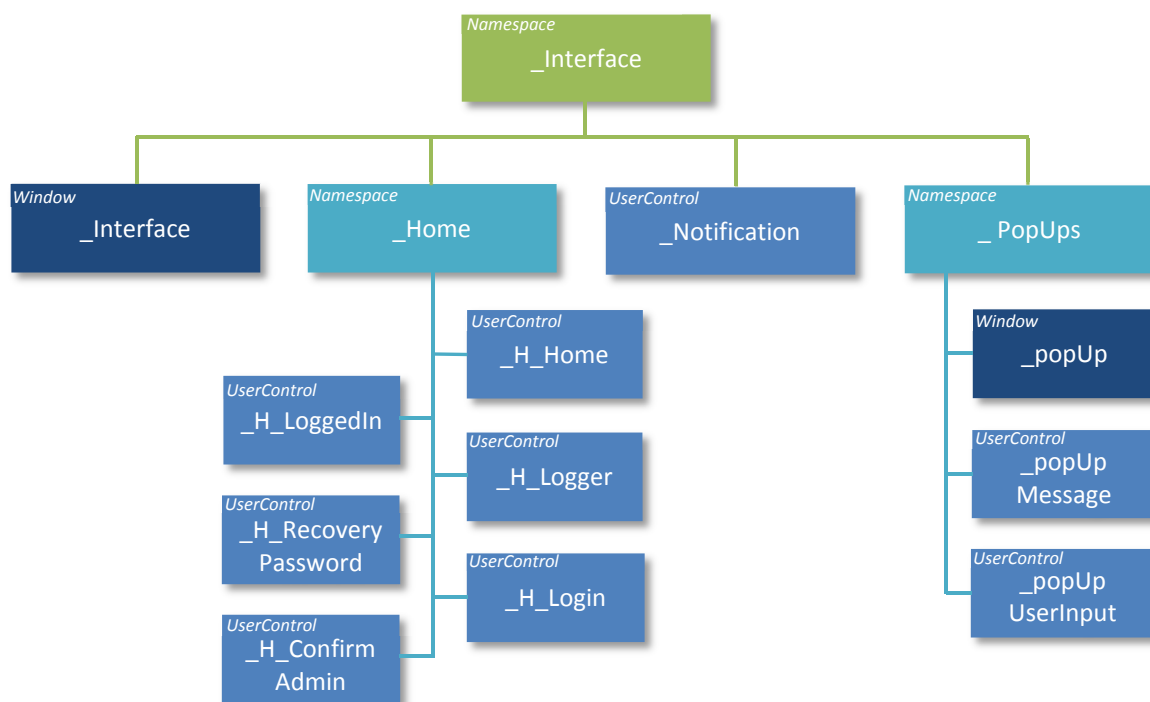 Namespace
_Interface
Window
_Interface
Namespace
_Home
UserControl
_Notification
Namespace
_ PopUps
UserControl
_H_Home
UserControl
_H_LoggedIn
UserControl
_H_Logger
UserControl
_H_Recovery
Password
UserControl
_H_Login
UserControl
_H_Confirm
Admin
Window
_popUp
UserControl
_popUp
Message
UserControl
_popUp
UserInput